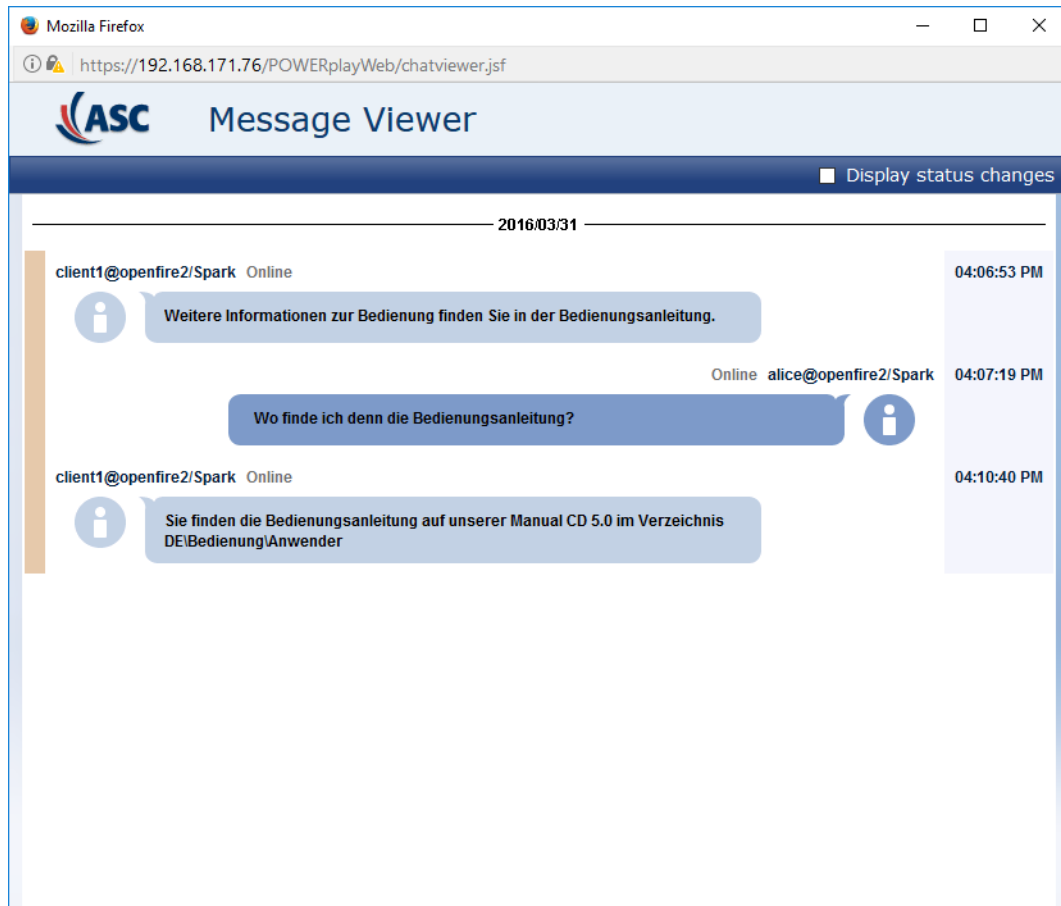 Mozilla Firefox
https://192.168.171.76/POWERplayWeb/chatviewer.jsf
ASC Message Viewer
Display status changes
2016/03/31
client1@openfire2/Spark Online 04:06:53 PM
Weitere Informationen zur Bedienung finden Sie in der Bedienungsanleitung.
Online alice@openfire2/Spark 04:07:19 PM
Wo finde ich denn die Bedienungsanleitung?
client1@openfire2/Spark Online 04:10:40 PM
Sie finden die Bedienungsanleitung auf unserer Manual CD 5.0 im Verzeichnis
DE\Bedienung\Anwender